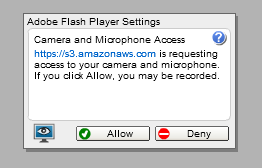 Adobe Flash Player Settings
Camera and Microphone Access
https://s3.amazonaws.com is requesting
access to your camera and microphone.
If you click Allow, you may be recorded.
Allow
Deny